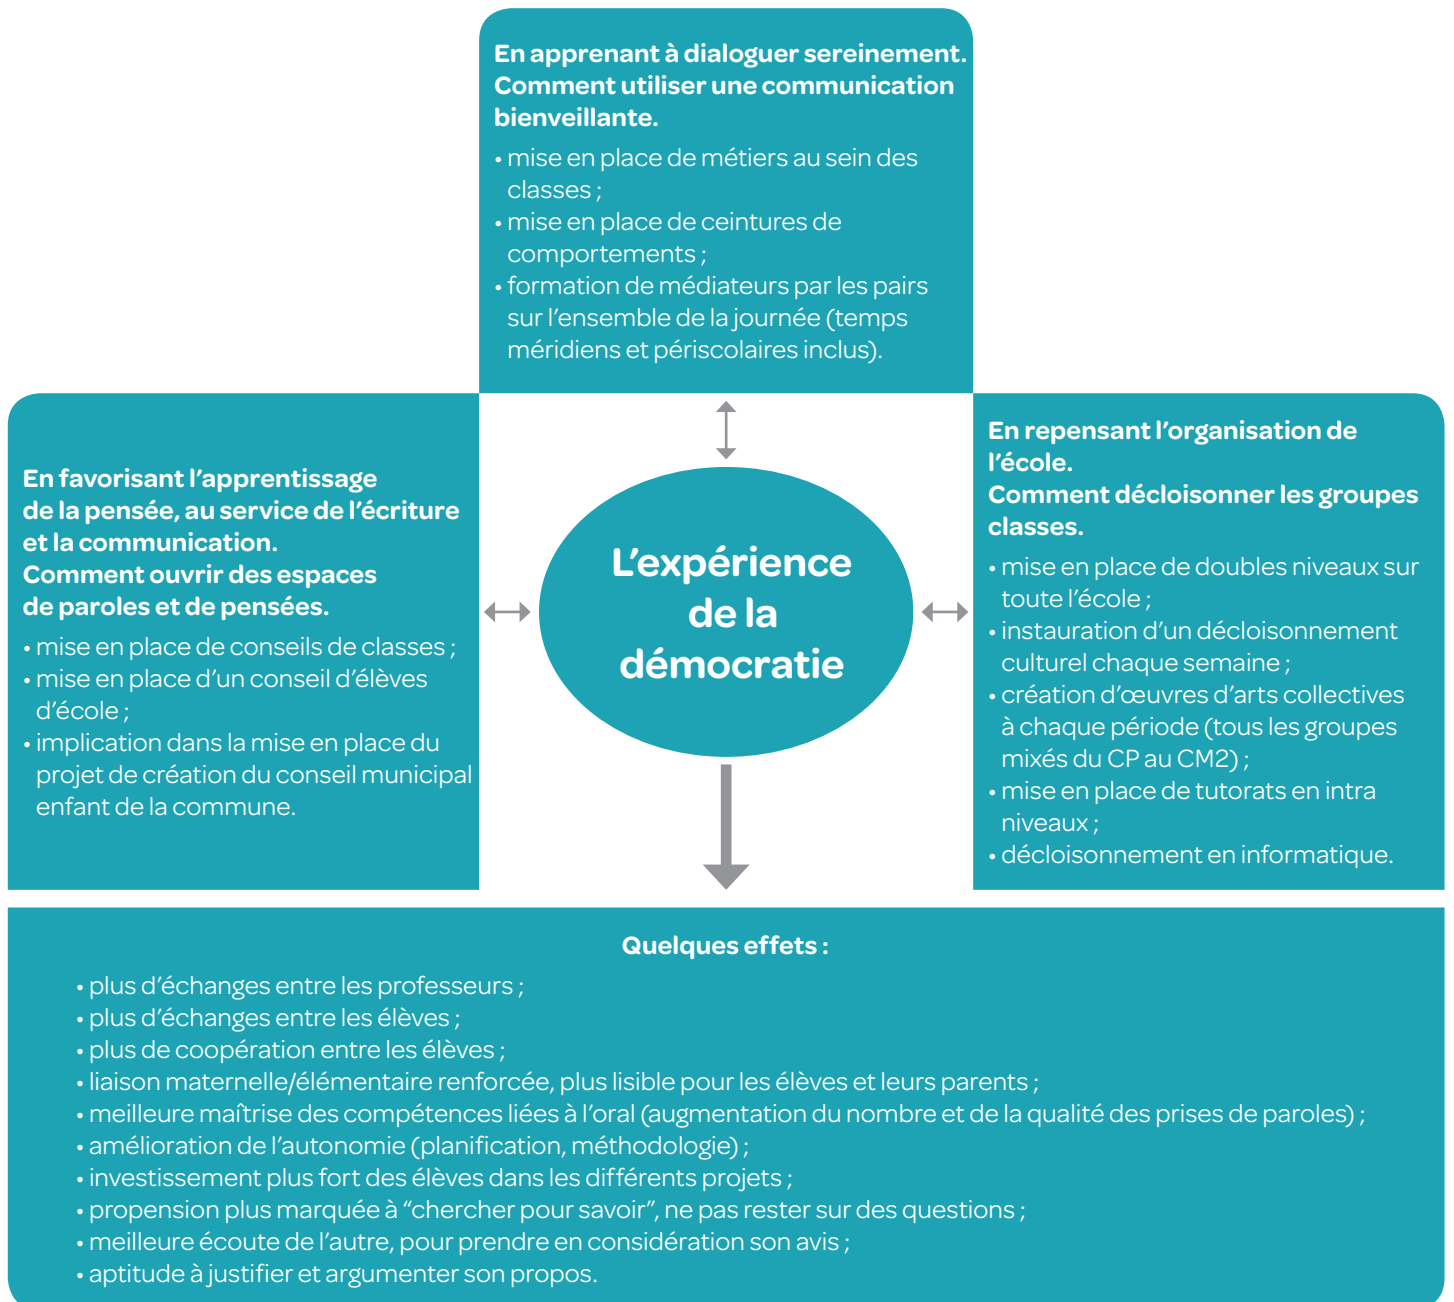 En apprenant à dialoguer sereinement.
Comment utiliser une communication
bienveillante.
• mise en place de métiers au sein des
classes ;
• mise en place de ceintures de
comportements ;
• formation de médiateurs par les pairs
sur l’ensemble de la journée (temps
méridiens et périscolaires inclus).
En favorisant l’apprentissage
de la pensée, au service de l’écriture
et la communication.
Comment ouvrir des espaces
de paroles et de pensées.
• mise en place de conseils de classes ;
• mise en place d’un conseil d’élèves
d’école ;
• implication dans la mise en place du
projet de création du conseil municipal
enfant de la commune.
L’expérience
de la
démocratie
En repensant l’organisation de
l’école.
Comment décloisonner les groupes
classes.
• mise en place de doubles niveaux sur
toute l’école ;
• instauration d’un décloisonnement
culturel chaque semaine ;
• création d’œuvres d’arts collectives
à chaque période (tous les groupes
mixés du CP au CM2) ;
• mise en place de tutorats en intra
niveaux ;
• décloisonnement en informatique.
Quelques effets :
• plus d’échanges entre les professeurs ;
• plus d’échanges entre les élèves ;
• plus de coopération entre les élèves ;
• liaison maternelle/élémentaire renforcée, plus lisible pour les élèves et leurs parents ;
• meilleure maîtrise des compétences liées à l’oral (augmentation du nombre et de la qualité des prises de paroles) ;
• amélioration de l’autonomie (planification, méthodologie) ;
• investissement plus fort des élèves dans les différents projets ;
• propension plus marquée à “chercher pour savoir”, ne pas rester sur des questions ;
• meilleure écoute de l’autre, pour prendre en considération son avis ;
• aptitude à justifier et argumenter son propos.